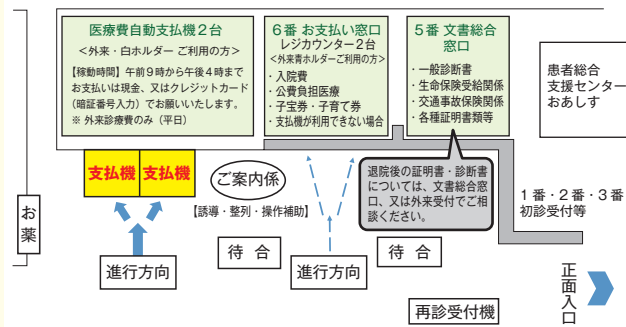 医療費自動支払機２台
＜外来・白ホルダー ご利用の方＞
【稼動時間】午前９時から午後４時まで
お支払いは現金、又はクレジットカード
（暗証番号入力）でお願いいたします。
※ 外来診療費のみ（平日）
６番 お支払い窓口
レジカウンター２台
＜外来青ホルダーご利用の方＞
・入院費
・公費負担医療
・子宝券・子育て券
・支払機が利用できない場合
５番 文書総合
窓口
・一般診断書
・生命保険受給関係
・交通事故保険関係
・各種証明書類等
患者総合
支援センター
おあしす
支払機
支払機
ご案内係
【誘導・整列・操作補助】
退院後の証明書・診断書
については、文書総合窓
口、又は外来受付でご相
談ください。
１番・２番・３番
初診受付等
お薬
待 合
待 合
進行方向
進行方向
正面入口
再診受付機